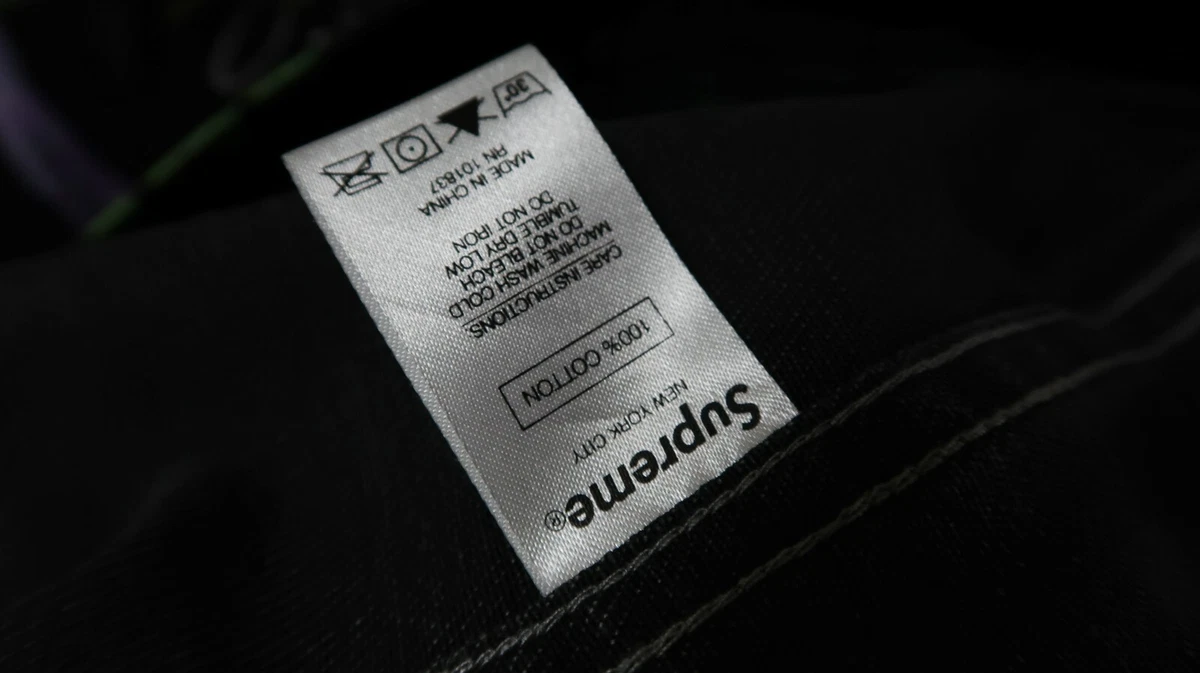 Supreme®
NEW YORK CITY
100% COTTON
CARE INSTRUCTIONS:
MACHINE WASH COLD
DO NOT BLEACH
TUMBLE DRY LOW
DO NOT IRON
MADE IN CHINA
RN 101837
30°